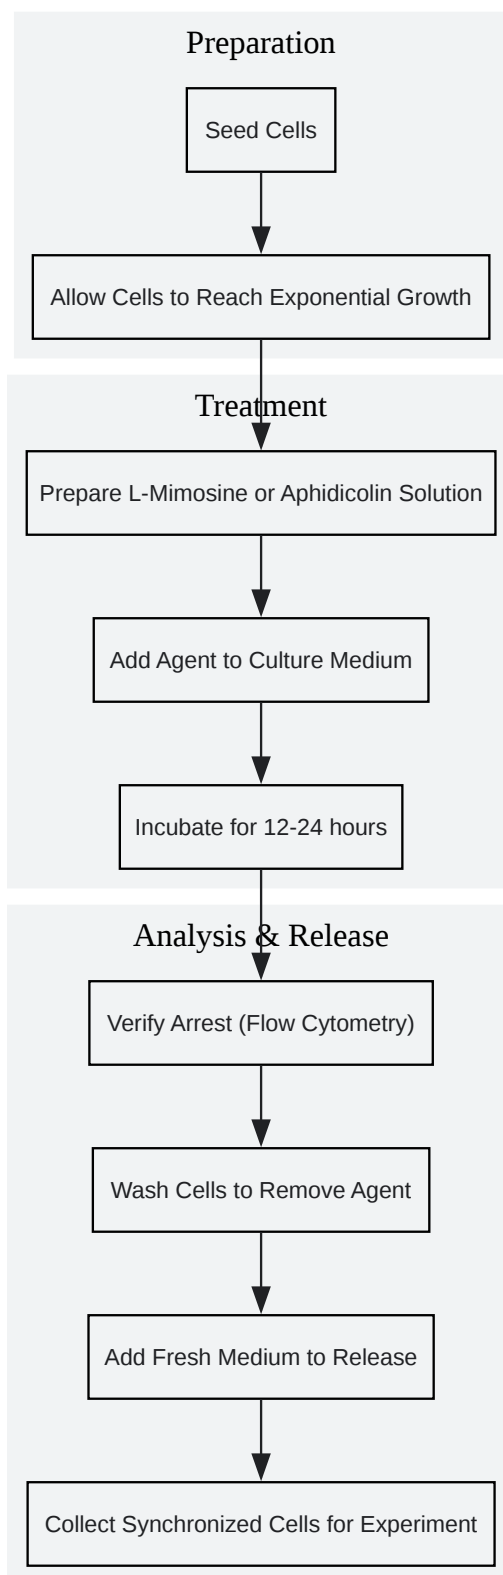 Preparation
Seed Cells
Allow Cells to Reach Exponential Growth
Treatment
Prepare L-Mimosine or Aphidicolin Solution
Add Agent to Culture Medium
Incubate for 12-24 hours
Analysis & Release
Verify Arrest (Flow Cytometry)
Wash Cells to Remove Agent
Add Fresh Medium to Release
Collect Synchronized Cells for Experiment